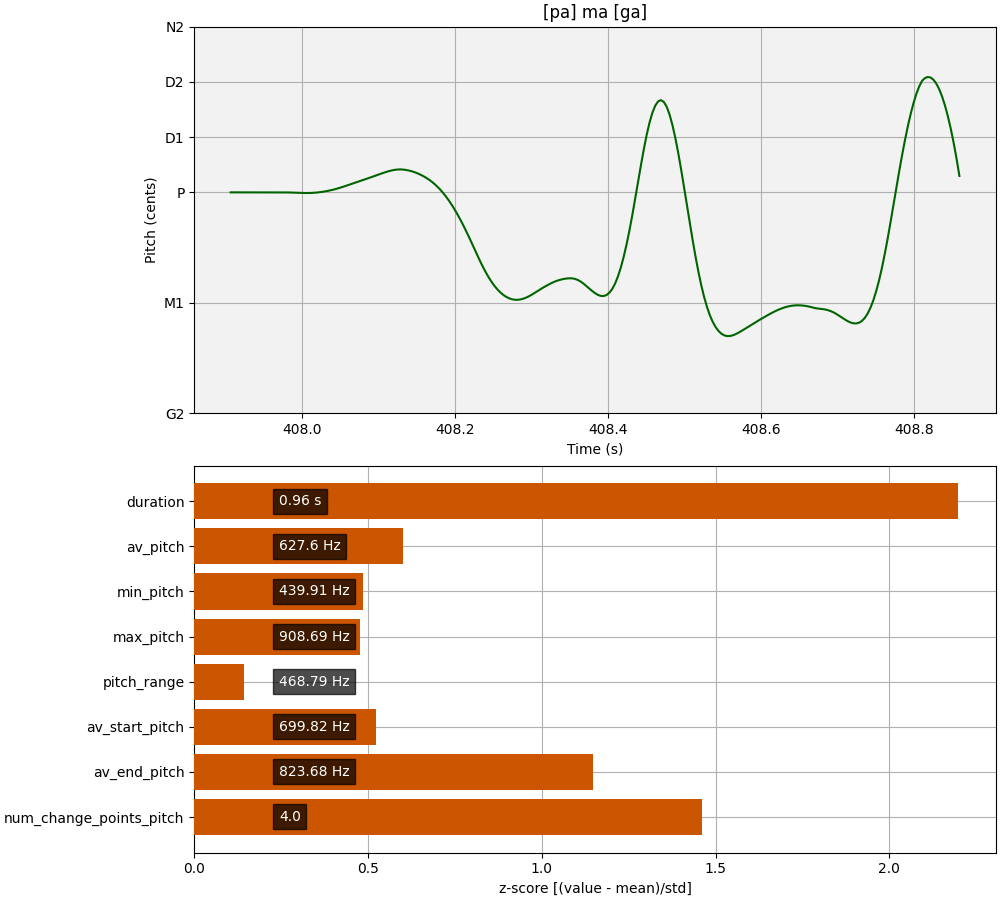 [pa] ma [ga]
N2
D2
D1
P
M1
G2
Pitch (cents)
408.0 408.2 408.4 408.6 408.8
Time (s)
duration 0.96 s
av_pitch 627.6 Hz
min_pitch 439.91 Hz
max_pitch 908.69 Hz
pitch_range 468.79 Hz
av_start_pitch 699.82 Hz
av_end_pitch 823.68 Hz
num_change_points_pitch 4.0
0.0 0.5 1.0 1.5 2.0
z-score [(value - mean)/std]